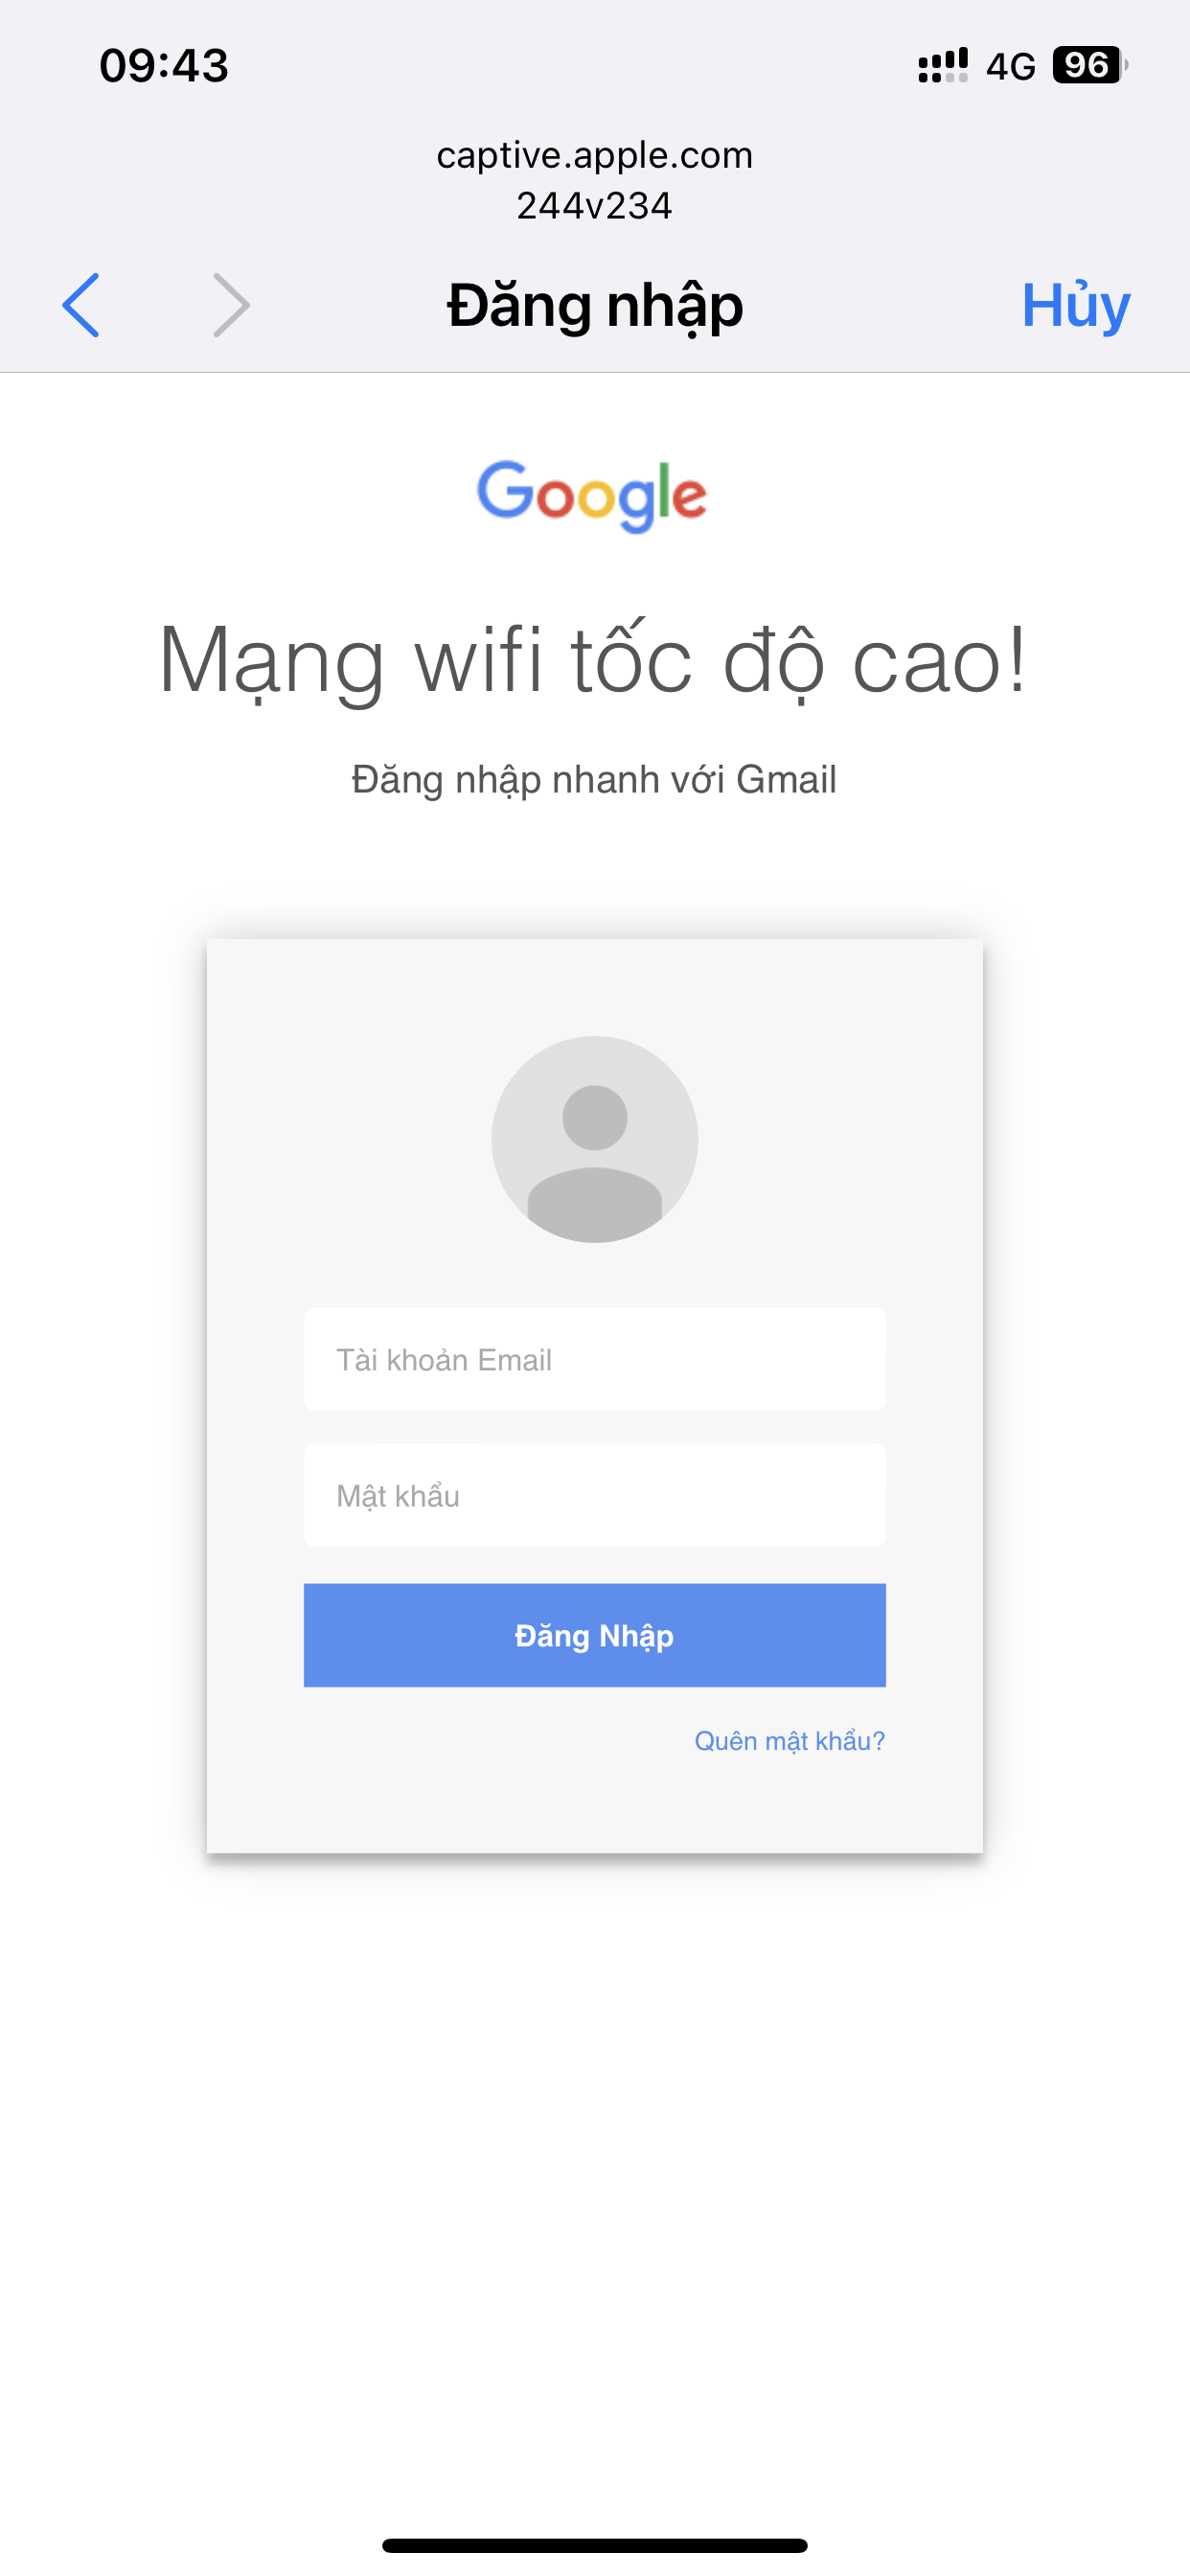 09:43
4G 96
captive.apple.com
244v234
Đăng nhập
Hủy
Google
Mạng wifi tốc độ cao!
Đăng nhập nhanh với Gmail
Tài khoản Email
Mật khẩu
Đăng Nhập
Quên mật khẩu?